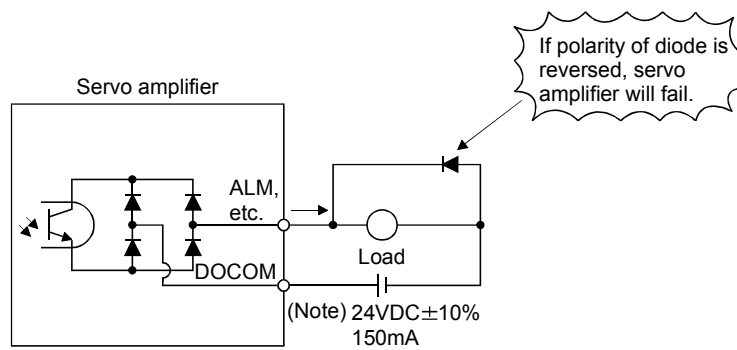 If polarity of diode is
reversed, servo
amplifier will fail.
Servo amplifier
ALM,
etc.
Load
DOCOM
(Note) 24VDC±10%
150mA